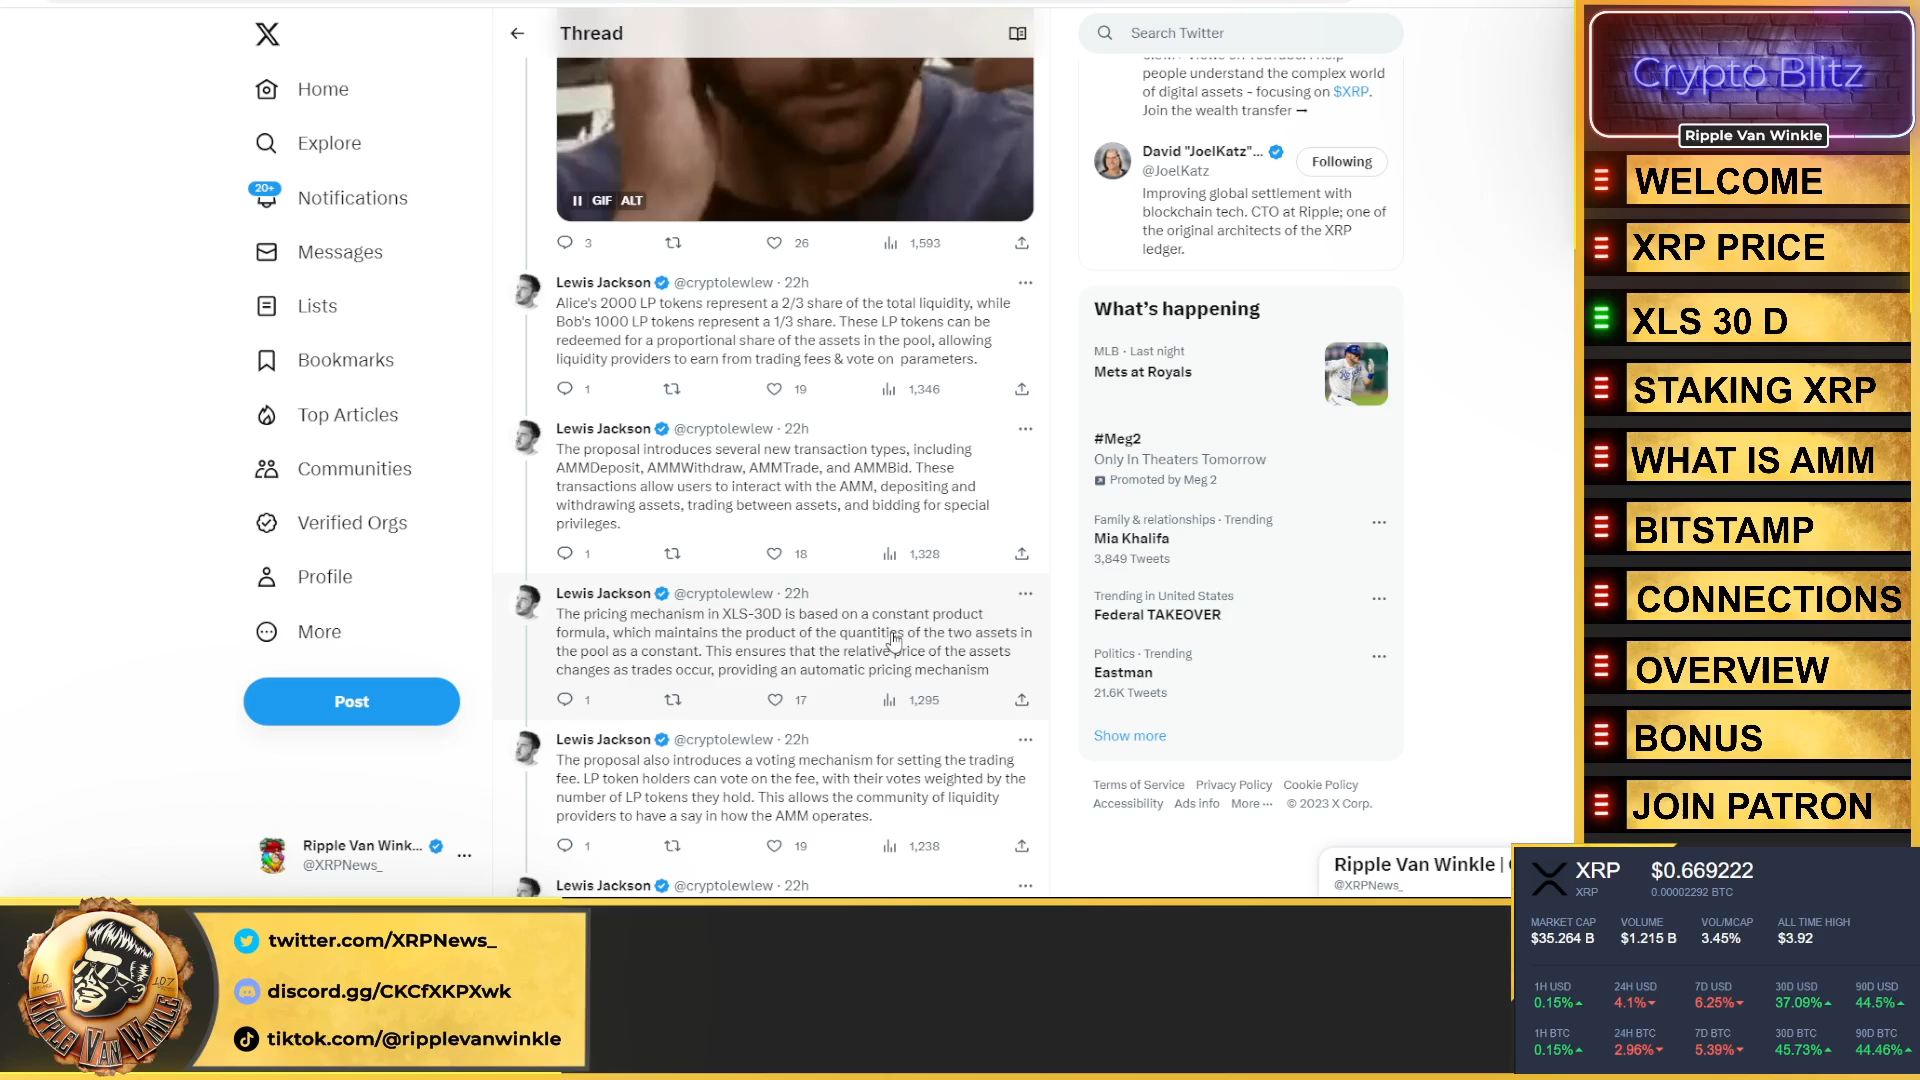 Home
Explore
20+
Notifications
Messages
Lists
Bookmarks
Top Articles
Communities
Verified Orgs
Profile
More
Post
Ripple Van Wink...
@XRPNews_
Thread
GIF ALT
3 26 1,593
Lewis Jackson @cryptolewlew · 22h
Alice's 2000 LP tokens represent a 2/3 share of the total liquidity, while
Bob's 1000 LP tokens represent a 1/3 share. These LP tokens can be
redeemed for a proportional share of the assets in the pool, allowing
liquidity providers to earn from trading fees & vote on parameters.
1 19 1,346
Lewis Jackson @cryptolewlew · 22h
The proposal introduces several new transaction types, including
AMMDeposit, AMMWithdraw, AMMTrade, and AMMBid. These
transactions allow users to interact with the AMM, depositing and
withdrawing assets, trading between assets, and bidding for special
privileges.
1 18 1,328
Lewis Jackson @cryptolewlew · 22h
The pricing mechanism in XLS-30D is based on a constant product
formula, which maintains the product of the quantities of the two assets in
the pool as a constant. This ensures that the relative price of the assets
changes as trades occur, providing an automatic pricing mechanism
1 17 1,295
Lewis Jackson @cryptolewlew · 22h
The proposal also introduces a voting mechanism for setting the trading
fee. LP token holders can vote on the fee, with their votes weighted by the
number of LP tokens they hold. This allows the community of liquidity
providers to have a say in how the AMM operates.
1 19 1,238
Lewis Jackson @cryptolewlew · 22h
Search Twitter
people understand the complex world
of digital assets - focusing on $XRP.
Join the wealth transfer →
David "JoelKatz"...
@JoelKatz
Following
Improving global settlement with
blockchain tech. CTO at Ripple; one of
the original architects of the XRP
ledger.
What's happening
MLB · Last night
Mets at Royals
#Meg2
Only In Theaters Tomorrow
Promoted by Meg 2
Family & relationships · Trending
Mia Khalifa
3,849 Tweets
Trending in United States
Federal TAKEOVER
Politics · Trending
Eastman
21.6K Tweets
Show more
Terms of Service Privacy Policy Cookie Policy
Accessibility Ads info More ··· © 2023 X Corp.
Ripple Van Winkle |
@XRPNews_
Crypto Blitz
Ripple Van Winkle
WELCOME
XRP PRICE
XLS 30 D
STAKING XRP
WHAT IS AMM
BITSTAMP
CONNECTIONS
OVERVIEW
BONUS
JOIN PATRON
XRP $0.669222
XRP 0.00002292 BTC
MARKET CAP VOLUME VOL/MCAP ALL TIME HIGH
$35.264 B $1.215 B 3.45% $3.92
1H USD 24H USD 7D USD 30D USD 90D USD
0.15% 4.1% 6.25% 37.09% 44.5%
1H BTC 24H BTC 7D BTC 30D BTC 90D BTC
0.15% 2.96% 5.39% 45.73% 44.46%
10 107
RIPPLE VAN WINKLE
twitter.com/XRPNews_
discord.gg/CKCfXKPXwk
tiktok.com/@ripplevanwinkle